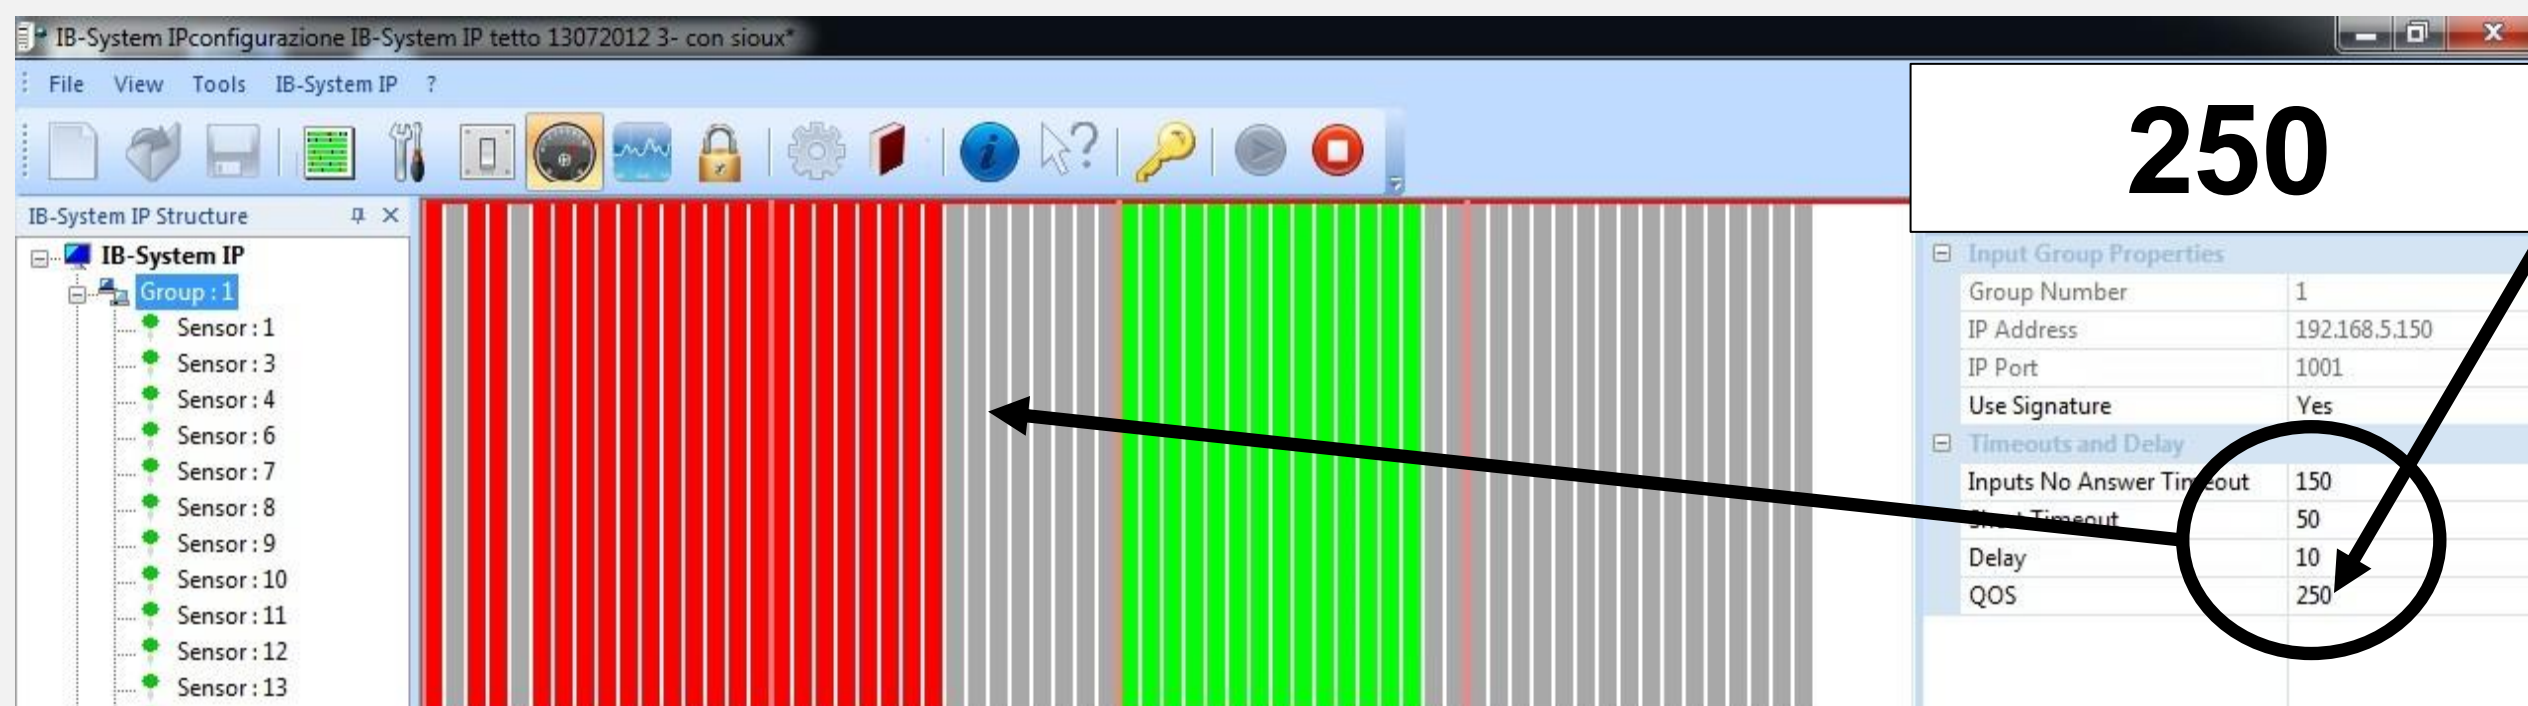 IB-System IPconfigurazione IB-System IP tetto 13072012 3- con sioux*
File View Tools IB-System IP ?
250
IB-System IP Structure
IB-System IP
Group : 1
Sensor : 1
Sensor : 3
Sensor : 4
Sensor : 6
Sensor : 7
Sensor : 8
Sensor : 9
Sensor : 10
Sensor : 11
Sensor : 12
Sensor : 13
Input Group Properties
Group Number 1
IP Address 192.168.5.150
IP Port 1001
Use Signature Yes
Timeouts and Delay
Inputs No Answer Timeout 150
Short Timeout 50
Delay 10
QOS 250